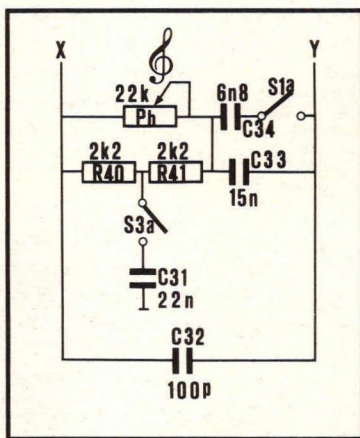 X Y
S1a
6n8
22k
Ph
C34
2k2 2k2
R40 R41
C33
15n
S3a
C31
22n
C32
100p